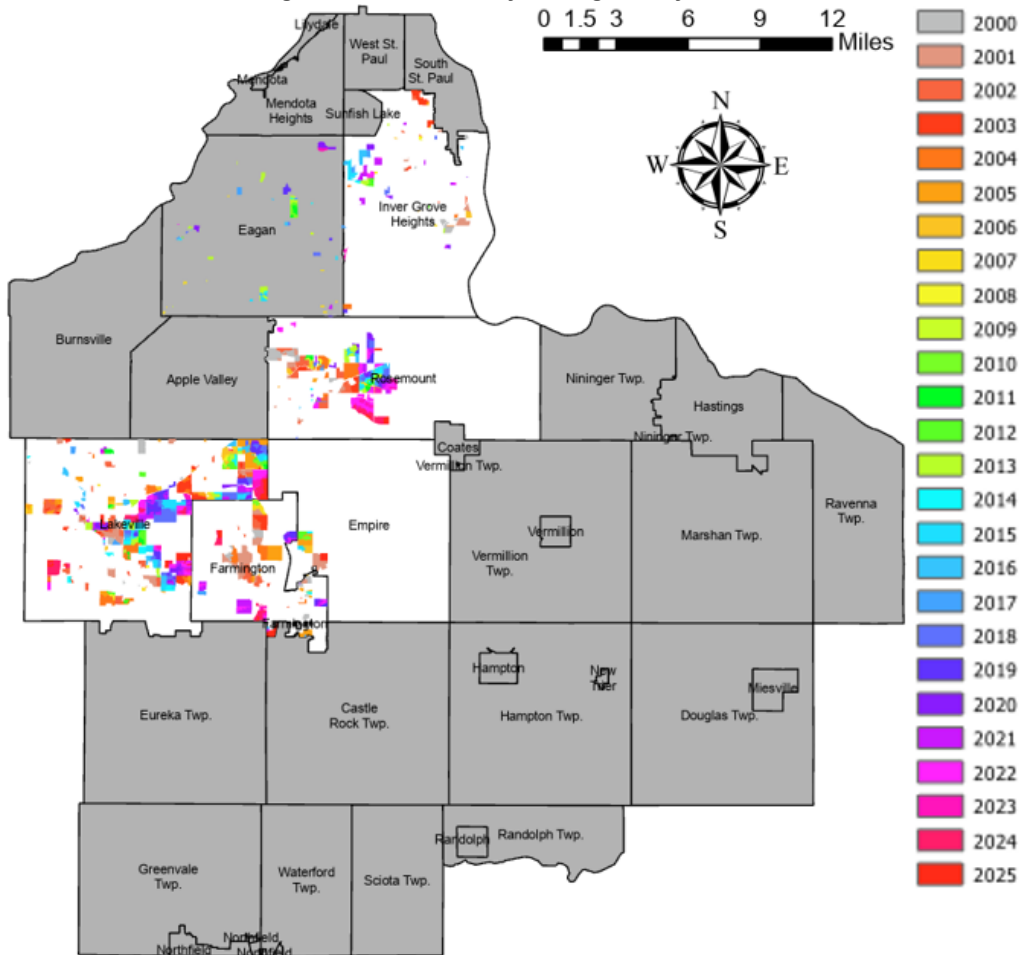 Lilydale
West St.
Paul
South
St. Paul
Mendota
Mendota
Heights
Sunfish Lake
0 1.5 3 6 9 12
Miles
N
W E
S
Inver Grove
Heights
Eagan
Burnsville
Apple Valley
Rosemount
Nininger Twp.
Hastings
Nininger Twp.
Coates
Vermillion Twp.
Ravenna
Twp.
Lakeville
Empire
Vermillion
Marshan Twp.
Vermillion
Twp.
Farmington
Farmington
Hampton
New
Trier
Miesville
Eureka Twp.
Castle
Rock Twp.
Hampton Twp.
Douglas Twp.
Randolph
Randolph Twp.
Greenvale
Twp.
Waterford
Twp.
Sciota Twp.
Northfield
Northfield
Northfield
2000
2001
2002
2003
2004
2005
2006
2007
2008
2009
2010
2011
2012
2013
2014
2015
2016
2017
2018
2019
2020
2021
2022
2023
2024
2025